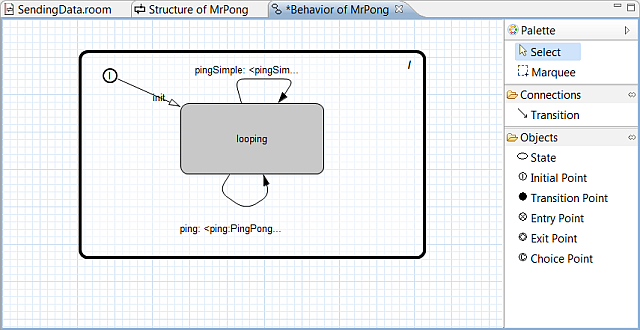 SendingData.room
Structure of MrPong
*Behavior of MrPong
Palette
Select
Marquee
Connections
Transition
Objects
State
Initial Point
Transition Point
Entry Point
Exit Point
Choice Point
I
/
pingSimple: <pingSim...
init
looping
ping: <ping:PingPong...